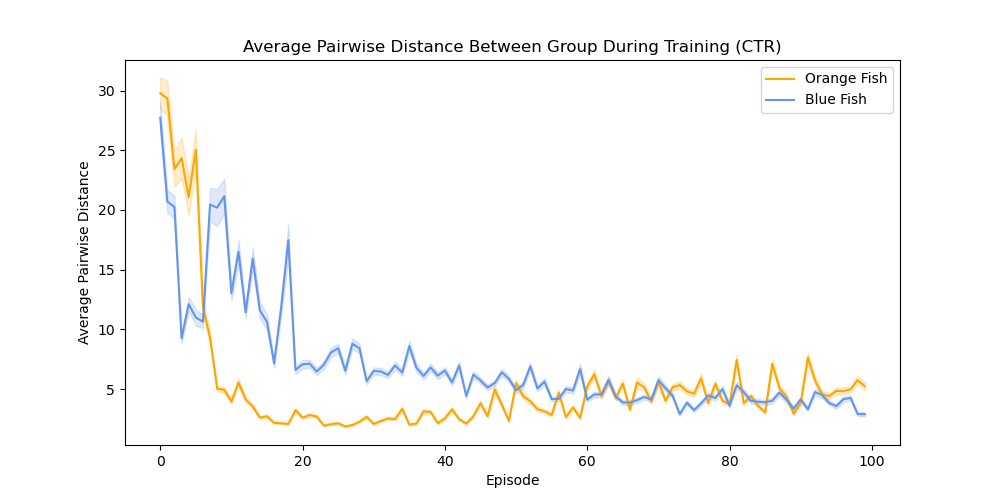 Average Pairwise Distance Between Group During Training (CTR)
Orange Fish
Blue Fish
30
25
20
15
10
5
Average Pairwise Distance
0
20
40
60
80
100
Episode